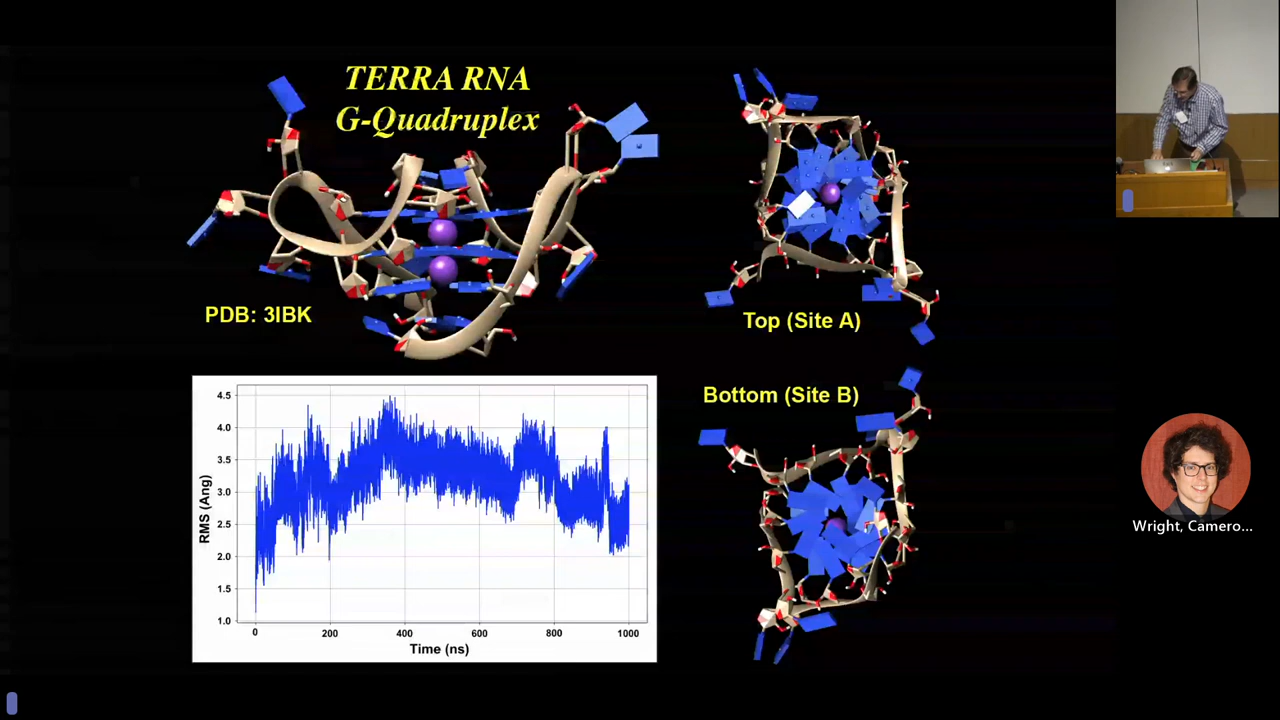 TERRA RNA
G-Quadruplex
PDB: 3IBK
Top (Site A)
Bottom (Site B)
4.5
4.0
3.5
3.0
2.5
2.0
1.5
1.0
RMS (Ang)
0 200 400 600 800 1000
Time (ns)
Wright, Camero...